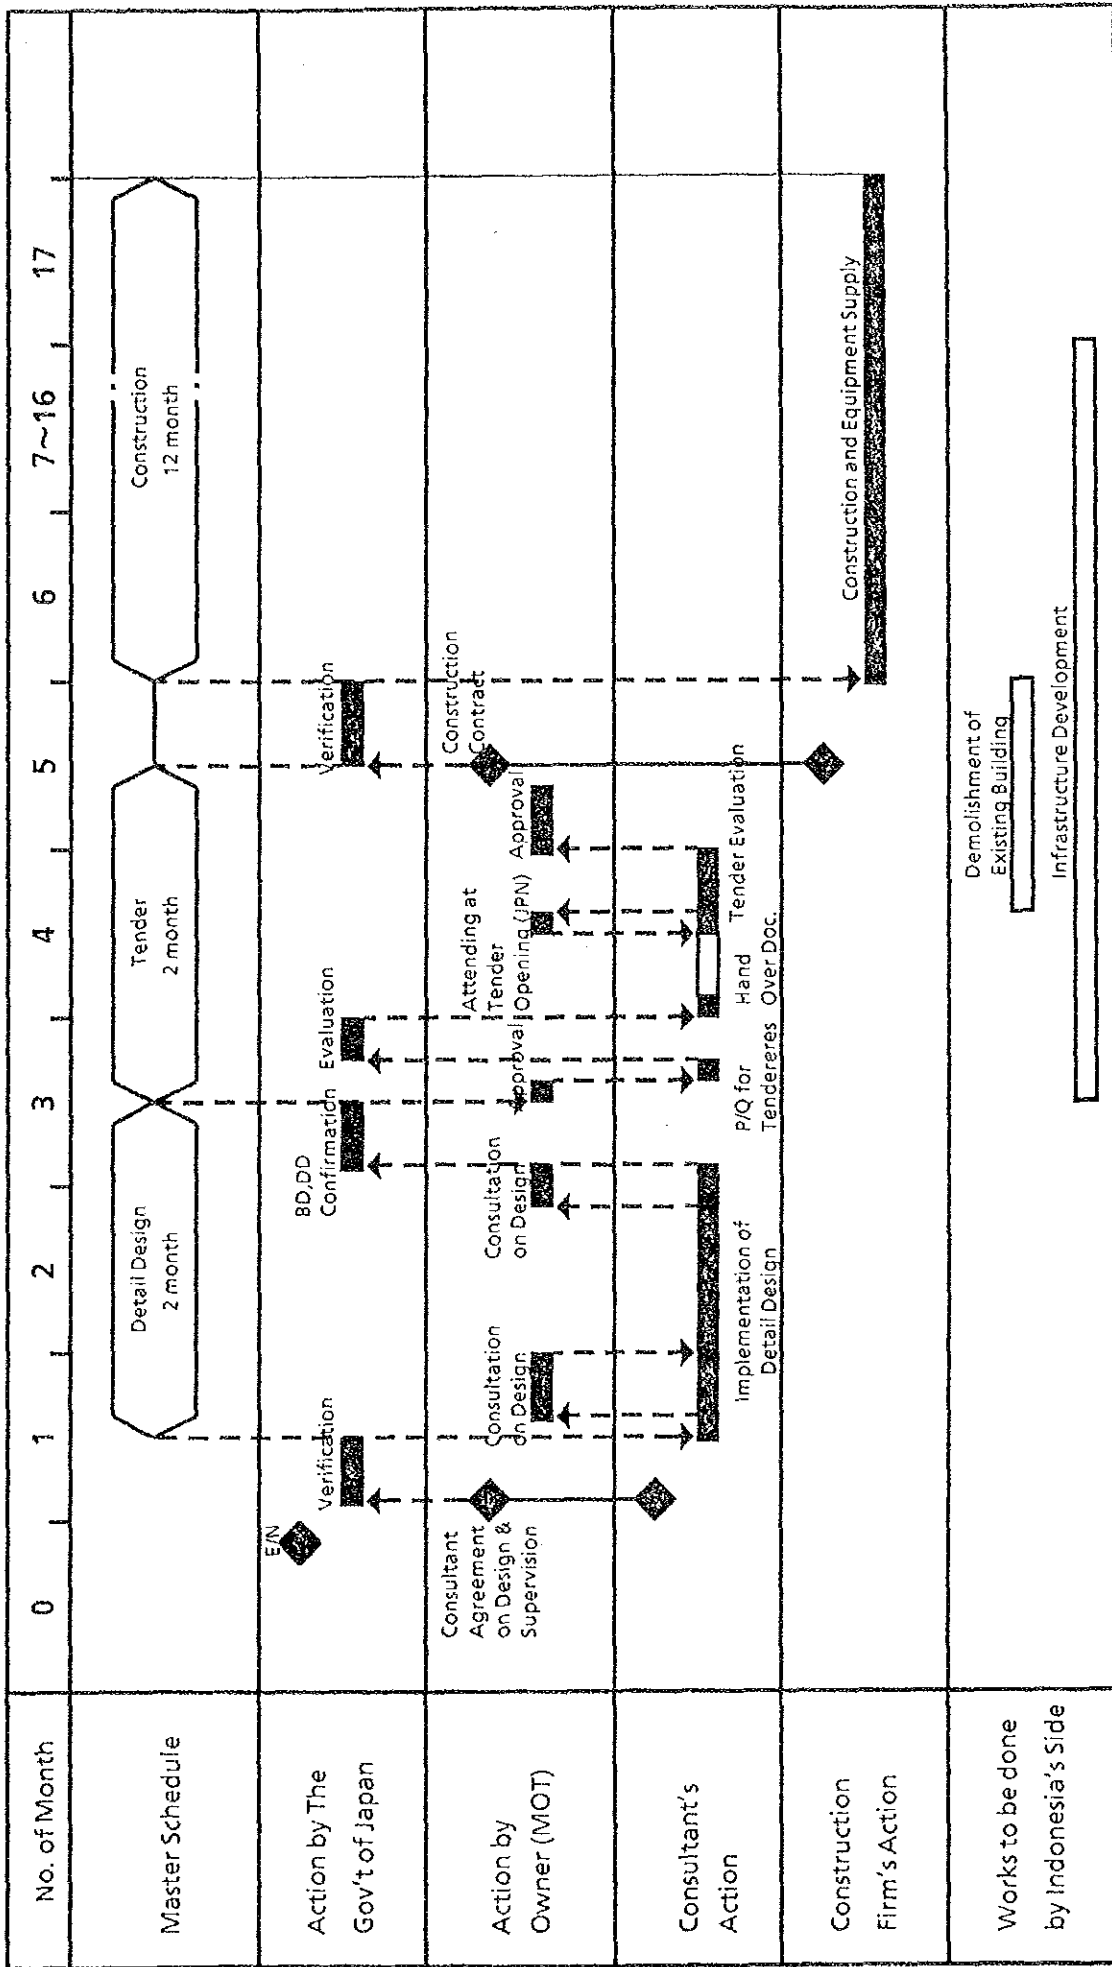 No. of Month
0
1
2
3
4
5
6
7~16
17
Master Schedule
Detail Design
2 month
Tender
2 month
Construction
12 month
Action by The
Gov't of Japan
E/N
Verification
BD,DD
Confirmation
Evaluation
Verification
Action by
Owner (MOT)
Consultant
Agreement
on Design &
Supervision
Consultation
on Design
Consultation
on Design
Approval
Attending at
Tender
Opening (JPN)
Approval
Construction
Contract
Consultant's
Action
Implementation of
Detail Design
P/Q for
Tendereres
Hand
Over Doc.
Tender Evaluation
Construction
Firm's Action
Construction and Equipment Supply
Works to be done
by Indonesia's Side
Demolishment of
Existing Building
Infrastructure Development